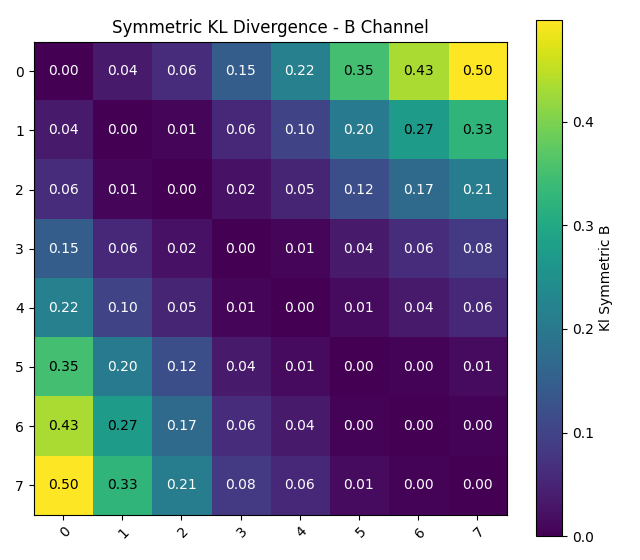 Symmetric KL Divergence - B Channel
0 0.00 0.04 0.06 0.15 0.22 0.35 0.43 0.50
1 0.04 0.00 0.01 0.06 0.10 0.20 0.27 0.33
2 0.06 0.01 0.00 0.02 0.05 0.12 0.17 0.21
3 0.15 0.06 0.02 0.00 0.01 0.04 0.06 0.08
4 0.22 0.10 0.05 0.01 0.00 0.01 0.04 0.06
5 0.35 0.20 0.12 0.04 0.01 0.00 0.00 0.01
6 0.43 0.27 0.17 0.06 0.04 0.00 0.00 0.00
7 0.50 0.33 0.21 0.08 0.06 0.01 0.00 0.00
0 1 2 3 4 5 6 7
0.4
0.3
0.2
0.1
0.0
Kl Symmetric B